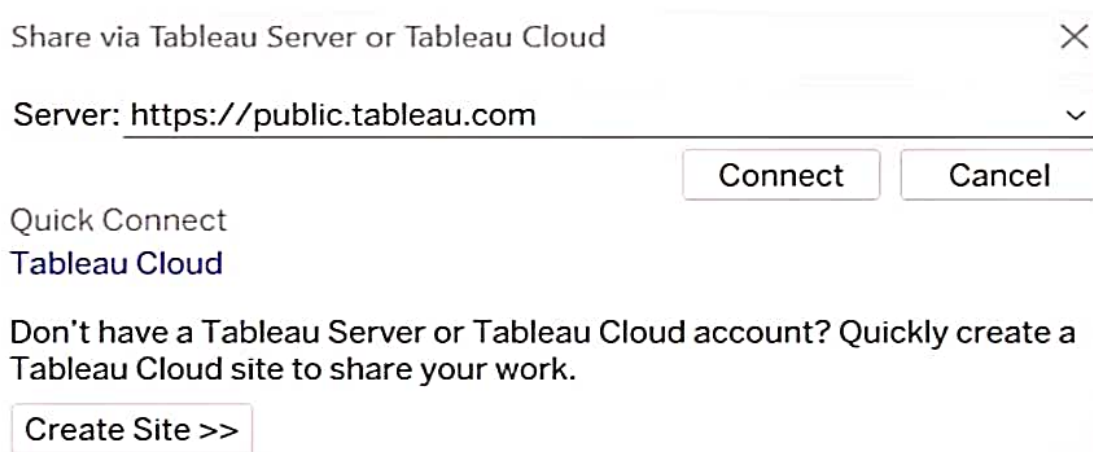 Share via Tableau Server or Tableau Cloud
Server: https://public.tableau.com
Connect Cancel
Quick Connect
Tableau Cloud
Don't have a Tableau Server or Tableau Cloud account? Quickly create a
Tableau Cloud site to share your work.
Create Site >>